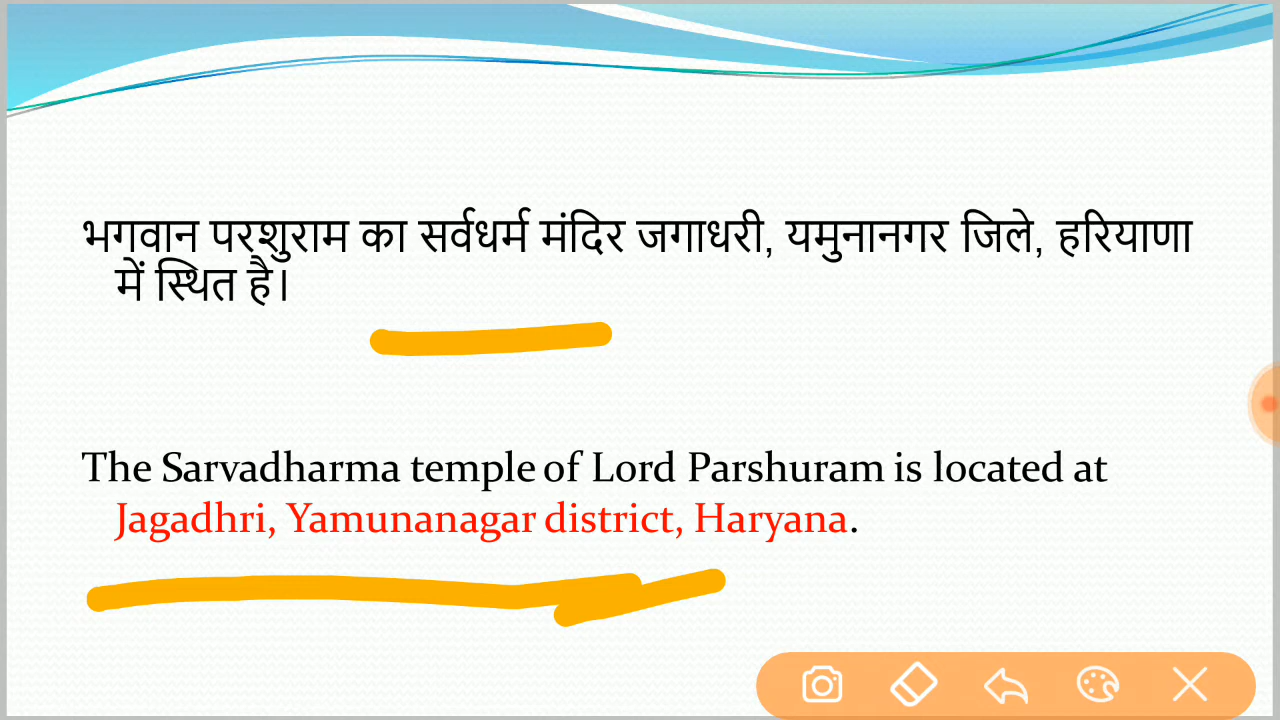 भगवान परशुराम का सर्वधर्म मंदिर जगाधरी, यमुनानगर जिले, हरियाणा
में स्थित है।
The Sarvadharma temple of Lord Parshuram is located at
Jagadhri, Yamunanagar district, Haryana.